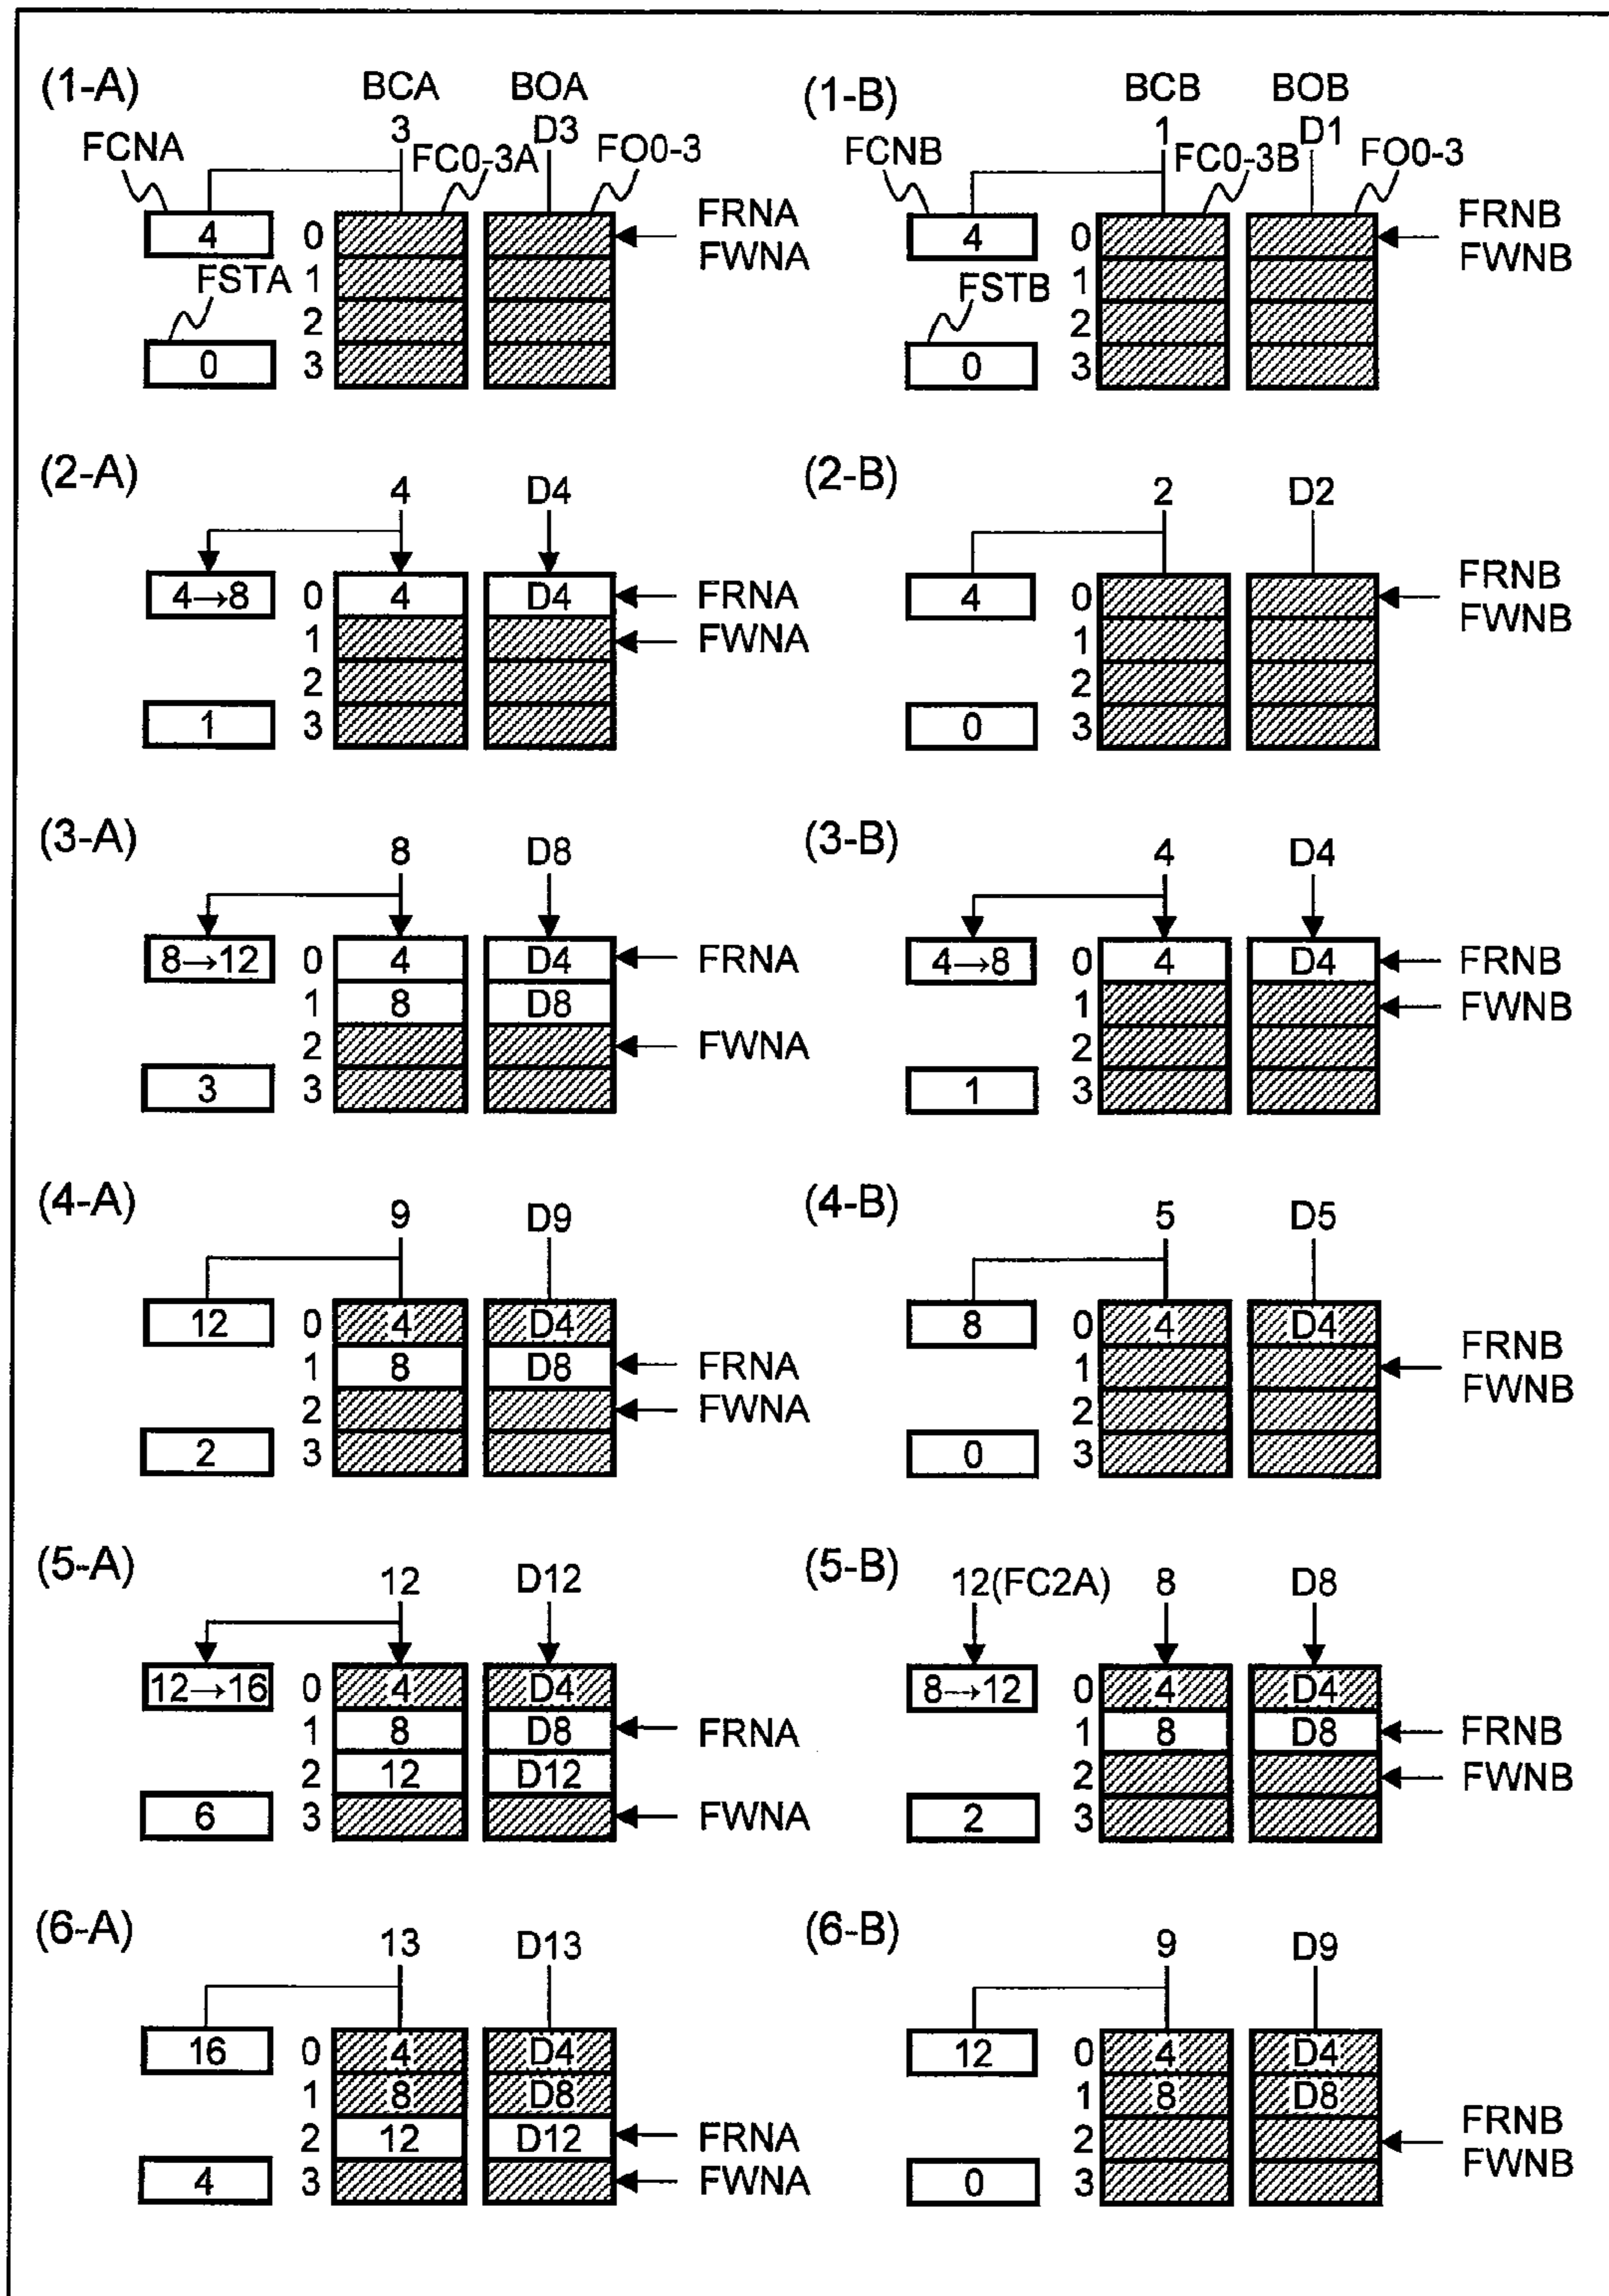 (1-A) BCA BOA
3 D3
FCNA FC0-3A FO0-3
4 0 FRNA
FWNA
FSTA 1
2
0 3
(1-B) BCB BOB
1 D1
FCNB FC0-3B FO0-3
4 0 FRNB
FWNB
FSTB 1
2
0 3
(2-A) 4 D4
4→8 0 4 D4 FRNA
1 FWNA
2
1 3
(2-B) 2 D2
4 0 FRNB
1 FWNB
2
0 3
(3-A) 8 D8
8→12 0 4 D4 FRNA
1 8 D8
2 FWNA
3 3
(3-B) 4 D4
4→8 0 4 D4 FRNB
1 FWNB
2
1 3
(4-A) 9 D9
12 0 4 D4
1 8 D8 FRNA
2 FWNA
2 3
(4-B) 5 D5
8 0 4 D4
1 FRNB
2 FWNB
0 3
(5-A) 12 D12
12→16 0 4 D4
1 8 D8 FRNA
2 12 D12
6 3 FWNA
(5-B) 12(FC2A) 8 D8
8→12 0 4 D4
1 8 D8 FRNB
2 FWNB
2 3
(6-A) 13 D13
16 0 4 D4
1 8 D8
2 12 D12 FRNA
4 3 FWNA
(6-B) 9 D9
12 0 4 D4
1 8 D8
2 FRNB
0 3 FWNB